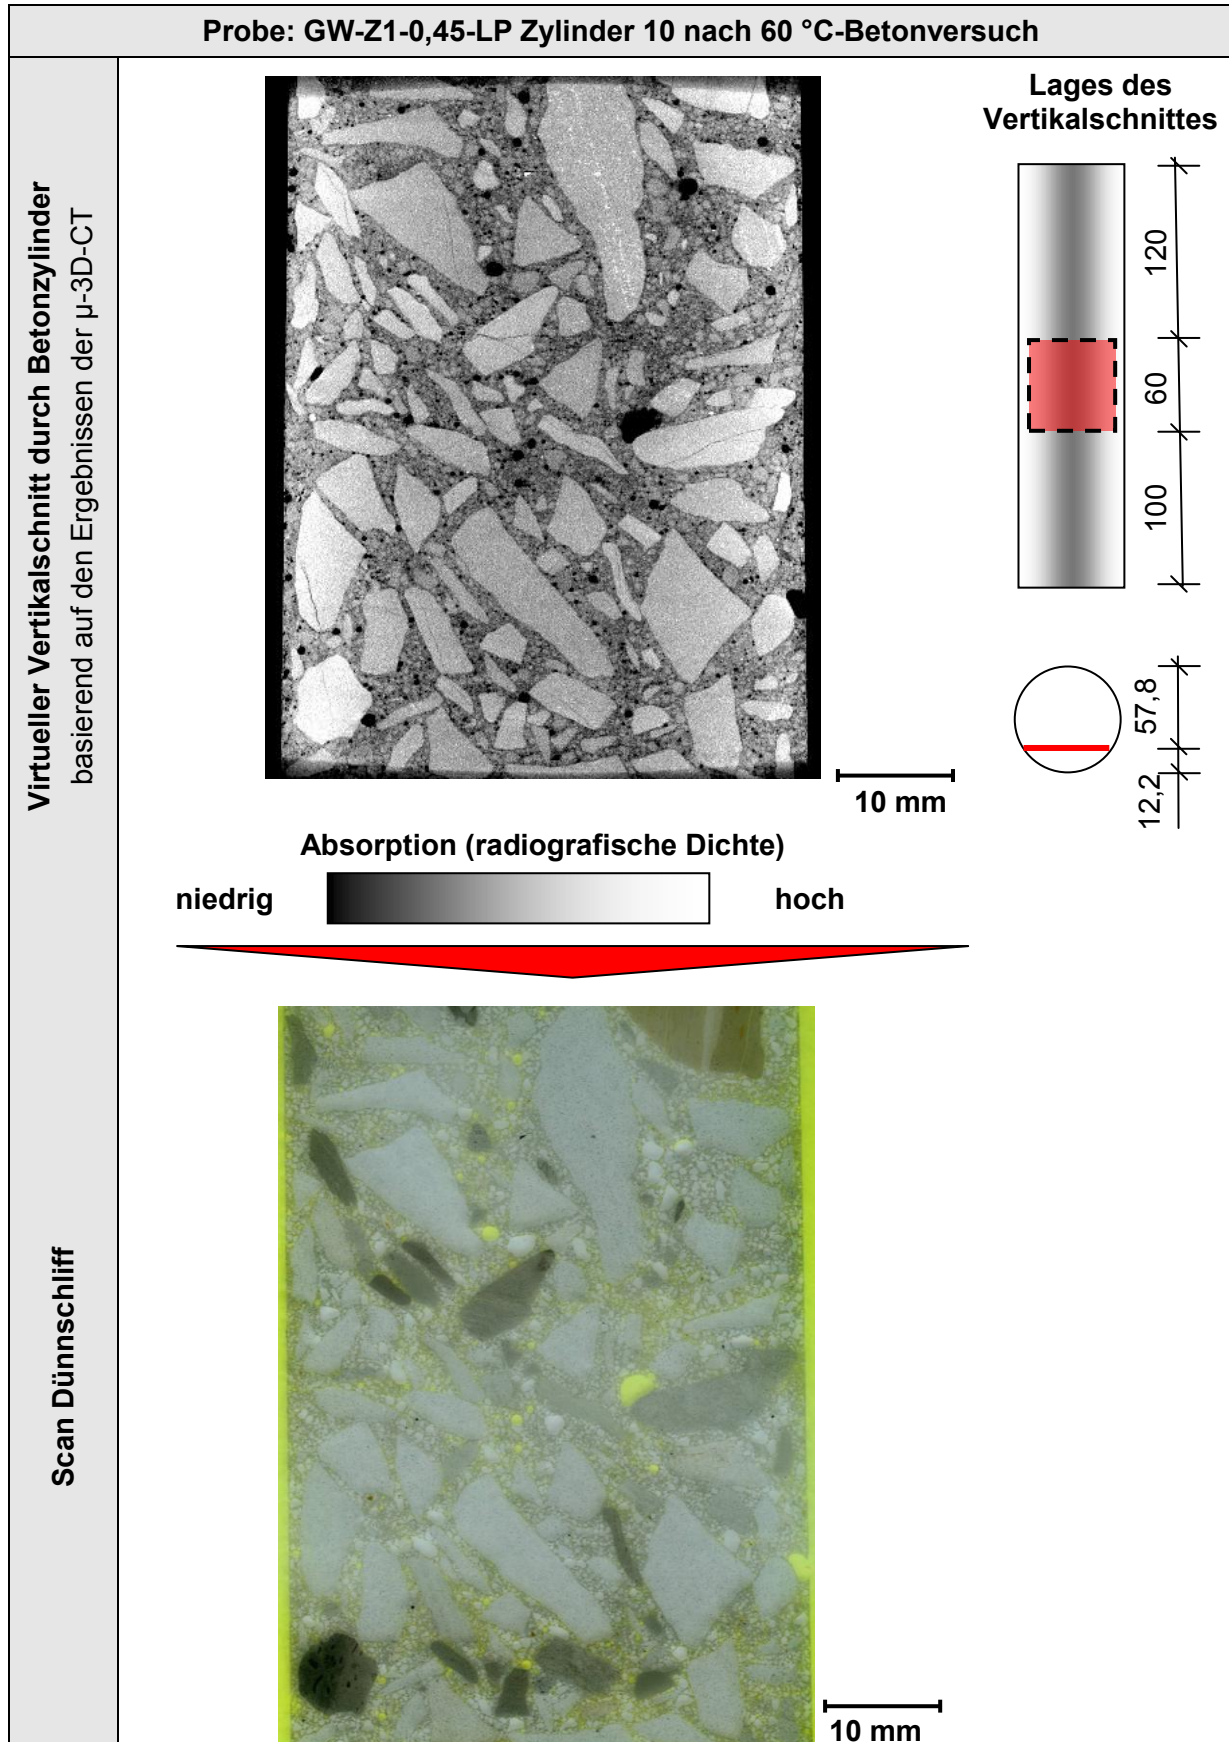 Probe: GW-Z1-0,45-LP Zylinder 10 nach 60 °C-Betonversuch
Virtueller Vertikalschnitt durch Betonzylinder
basierend auf den Ergebnissen der µ-3D-CT
Lages des
Vertikalschnittes
120
60
100
57,8
12,2
10 mm
Absorption (radiografische Dichte)
niedrig
hoch
Scan Dünnschliff
10 mm